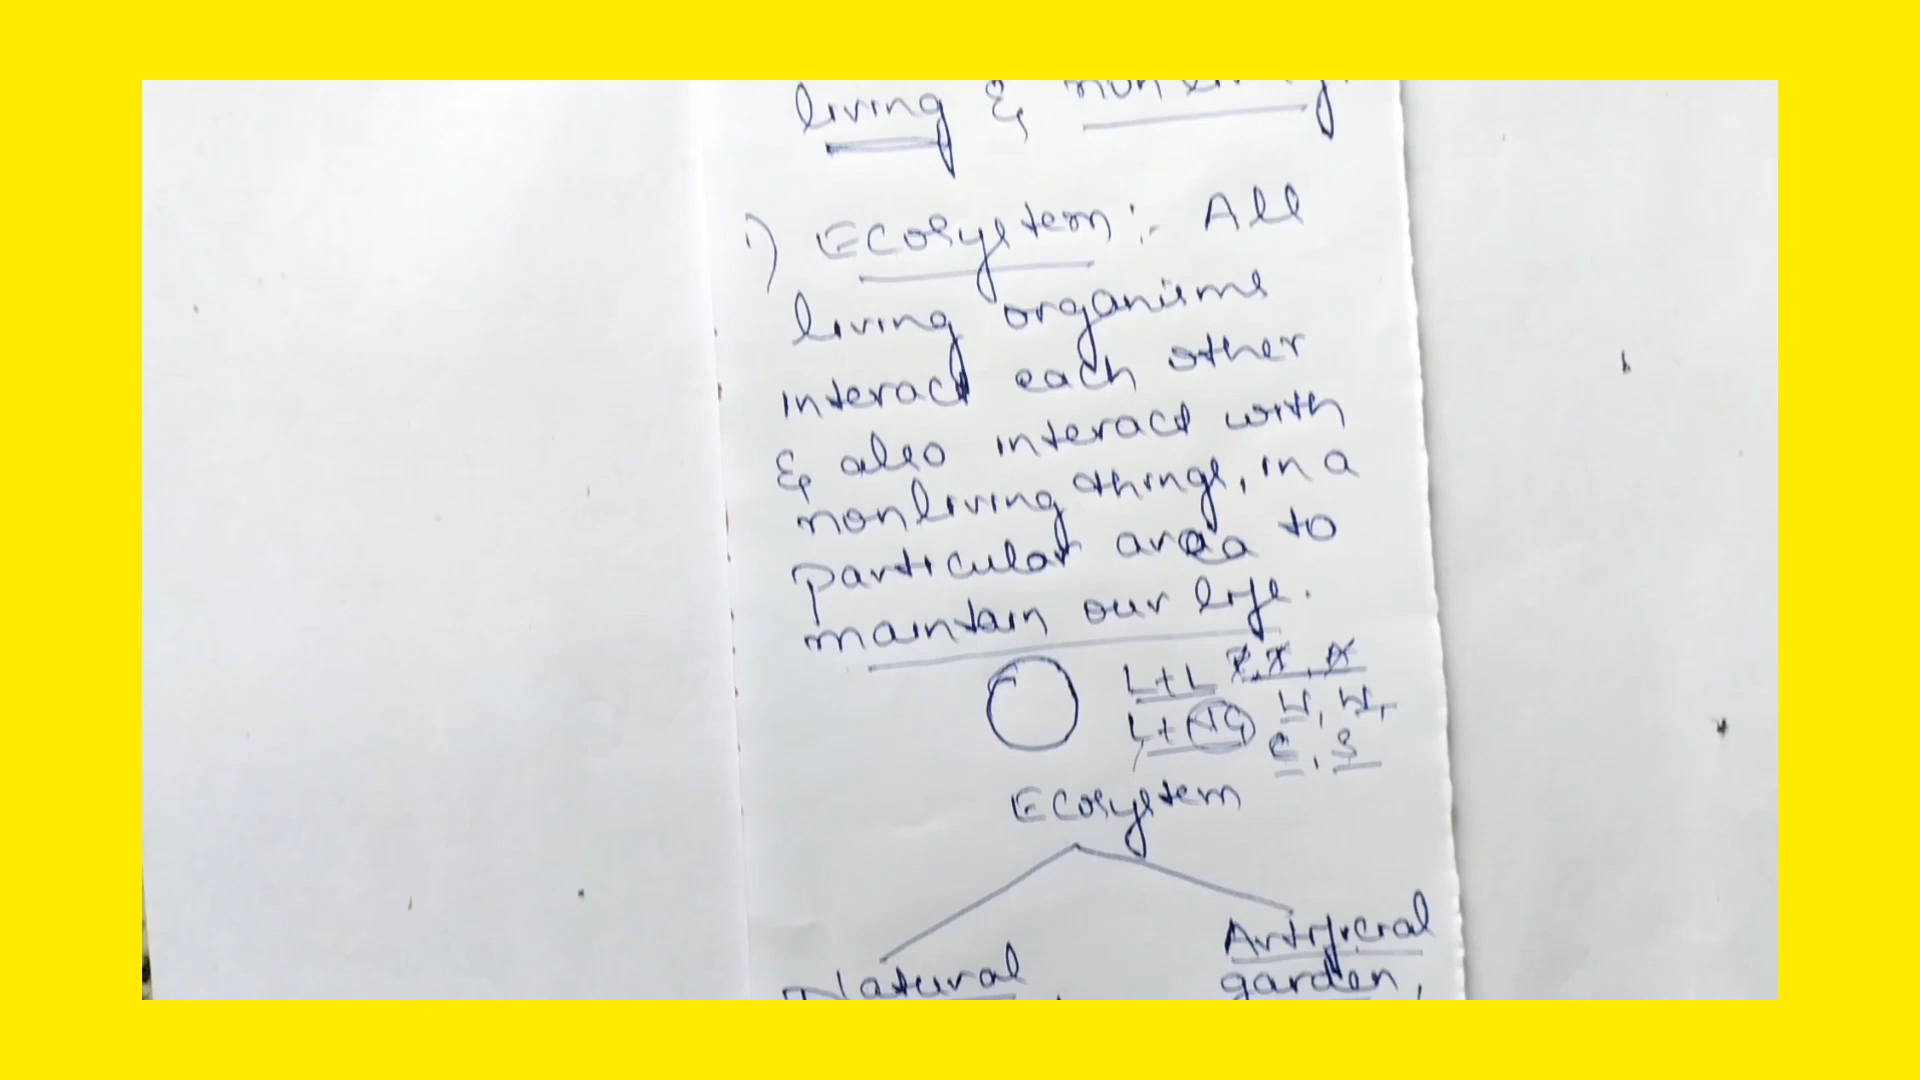 living & nonliving.
1) Ecosystem :- All
living organisms
interact each other
& also interact with
nonliving things, in a
particular area to
maintain our life.
L+L
L+
W, W,
C, S
Ecosystem
Natural Artificial
garden,